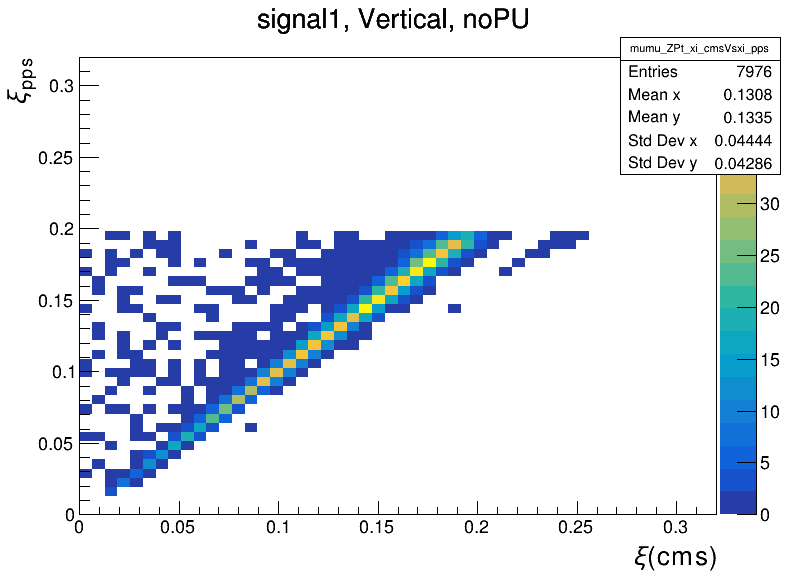 signal1, Vertical, noPU
mumu_ZPt_xi_cmsVsxi_pps
Entries 7976
Mean x 0.1308
Mean y 0.1335
Std Dev x 0.04444
Std Dev y 0.04286
ξpps
0.3
0.25
0.2
0.15
0.1
0.05
0
30
25
20
15
10
5
0
0 0.05 0.1 0.15 0.2 0.25 0.3
ξ(cms)